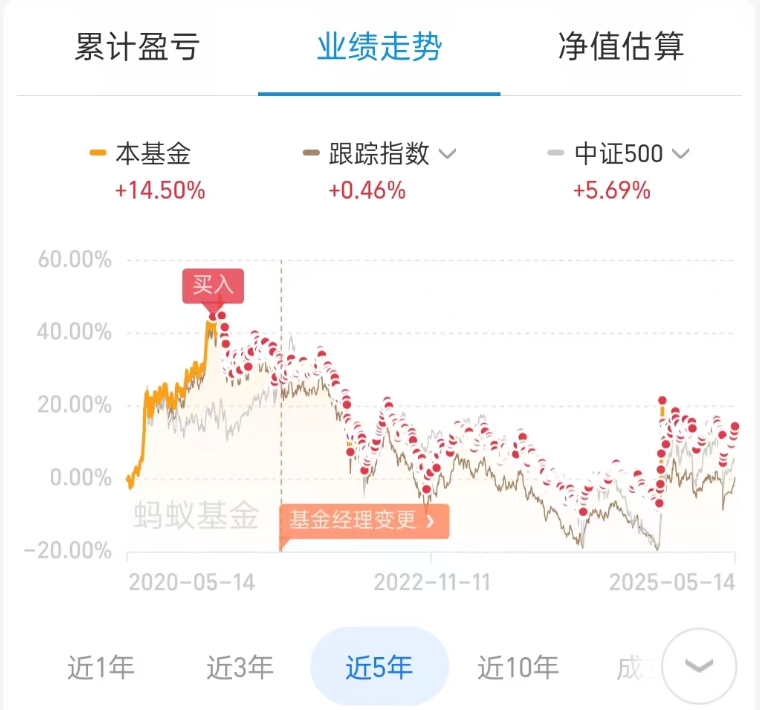 累计盈亏 业绩走势 净值估算
本基金 跟踪指数 中证500
+14.50% +0.46% +5.69%
60.00%
买入
40.00%
20.00%
0.00%
蚂蚁基金
基金经理变更 ›
-20.00%
2020-05-14 2022-11-11 2025-05-14
近1年 近3年 近5年 近10年 成